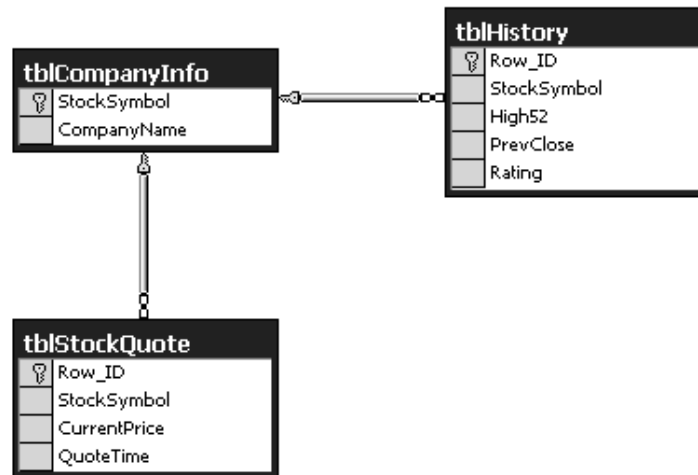 tblCompanyInfo
StockSymbol
CompanyName
tblHistory
Row_ID
StockSymbol
High52
PrevClose
Rating
tblStockQuote
Row_ID
StockSymbol
CurrentPrice
QuoteTime